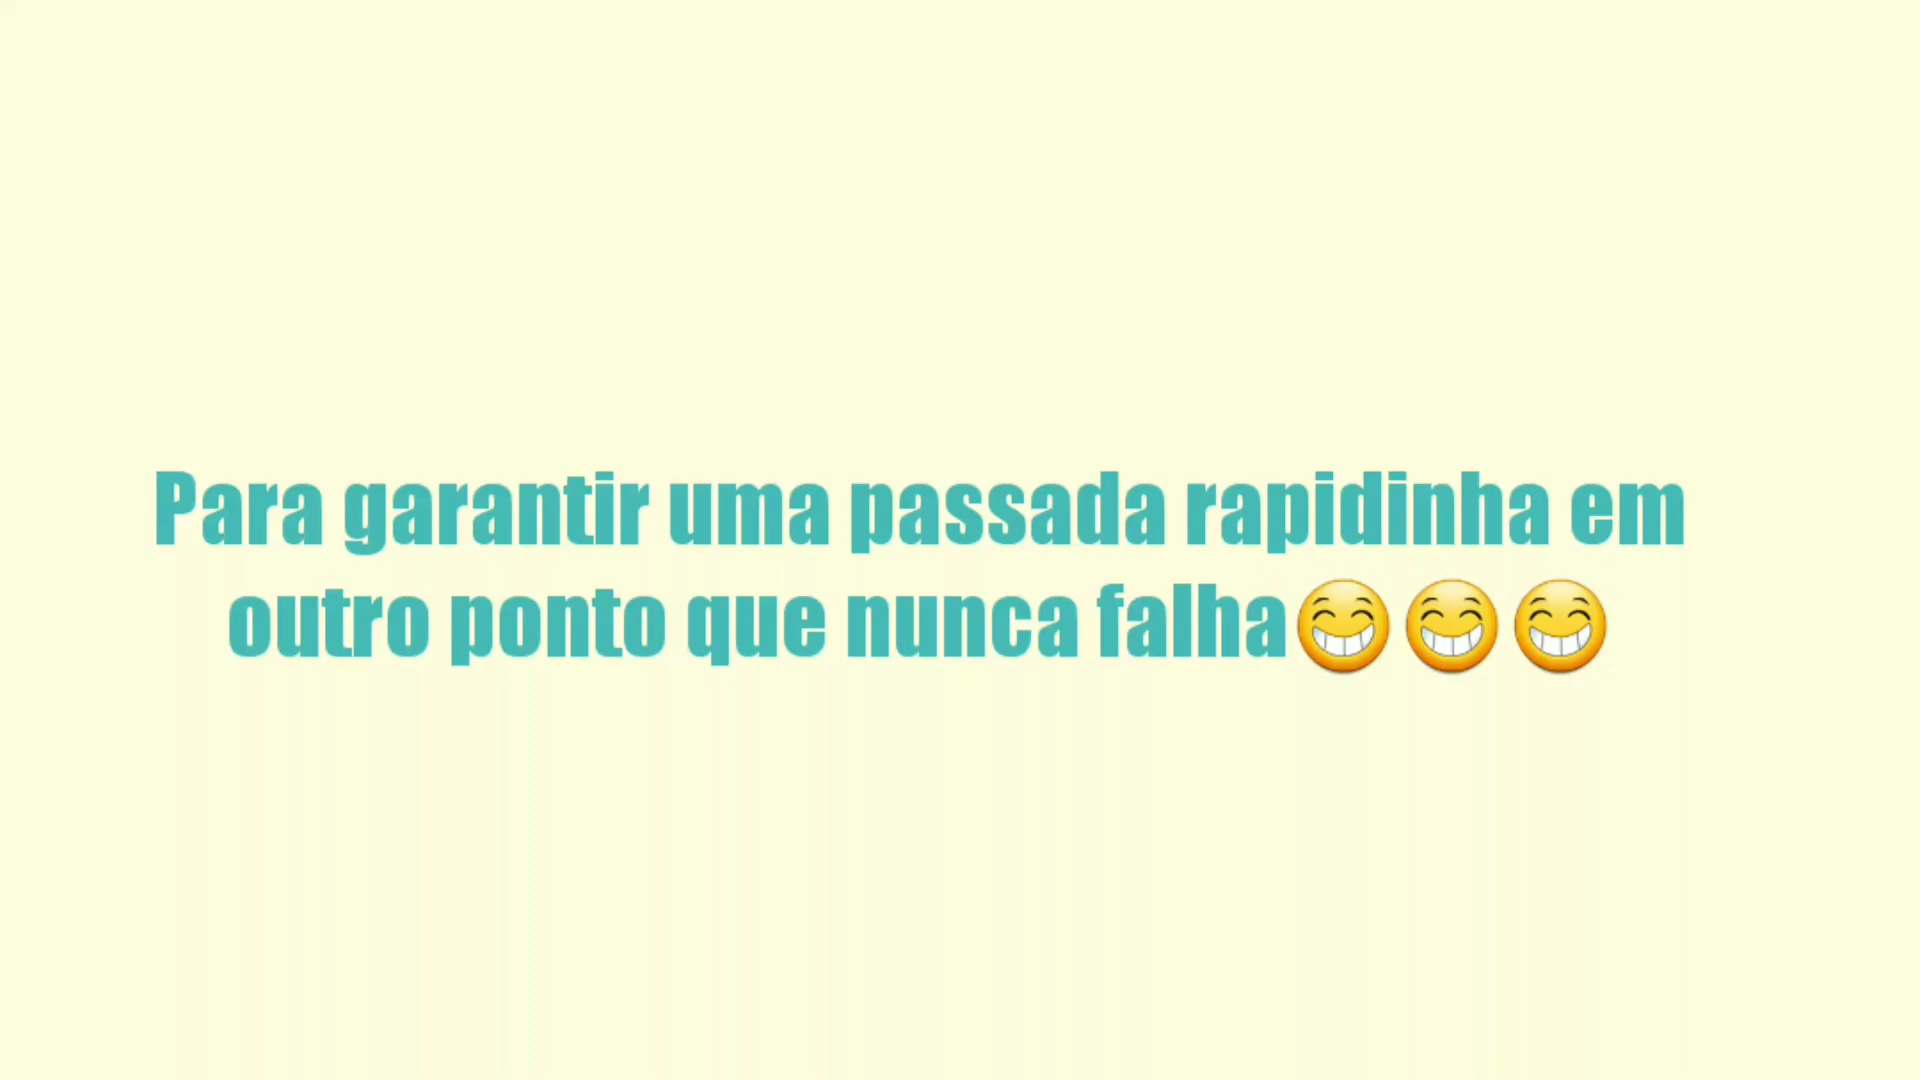 Para garantir uma passada rapidinha em
outro ponto que nunca falha😁😁😁